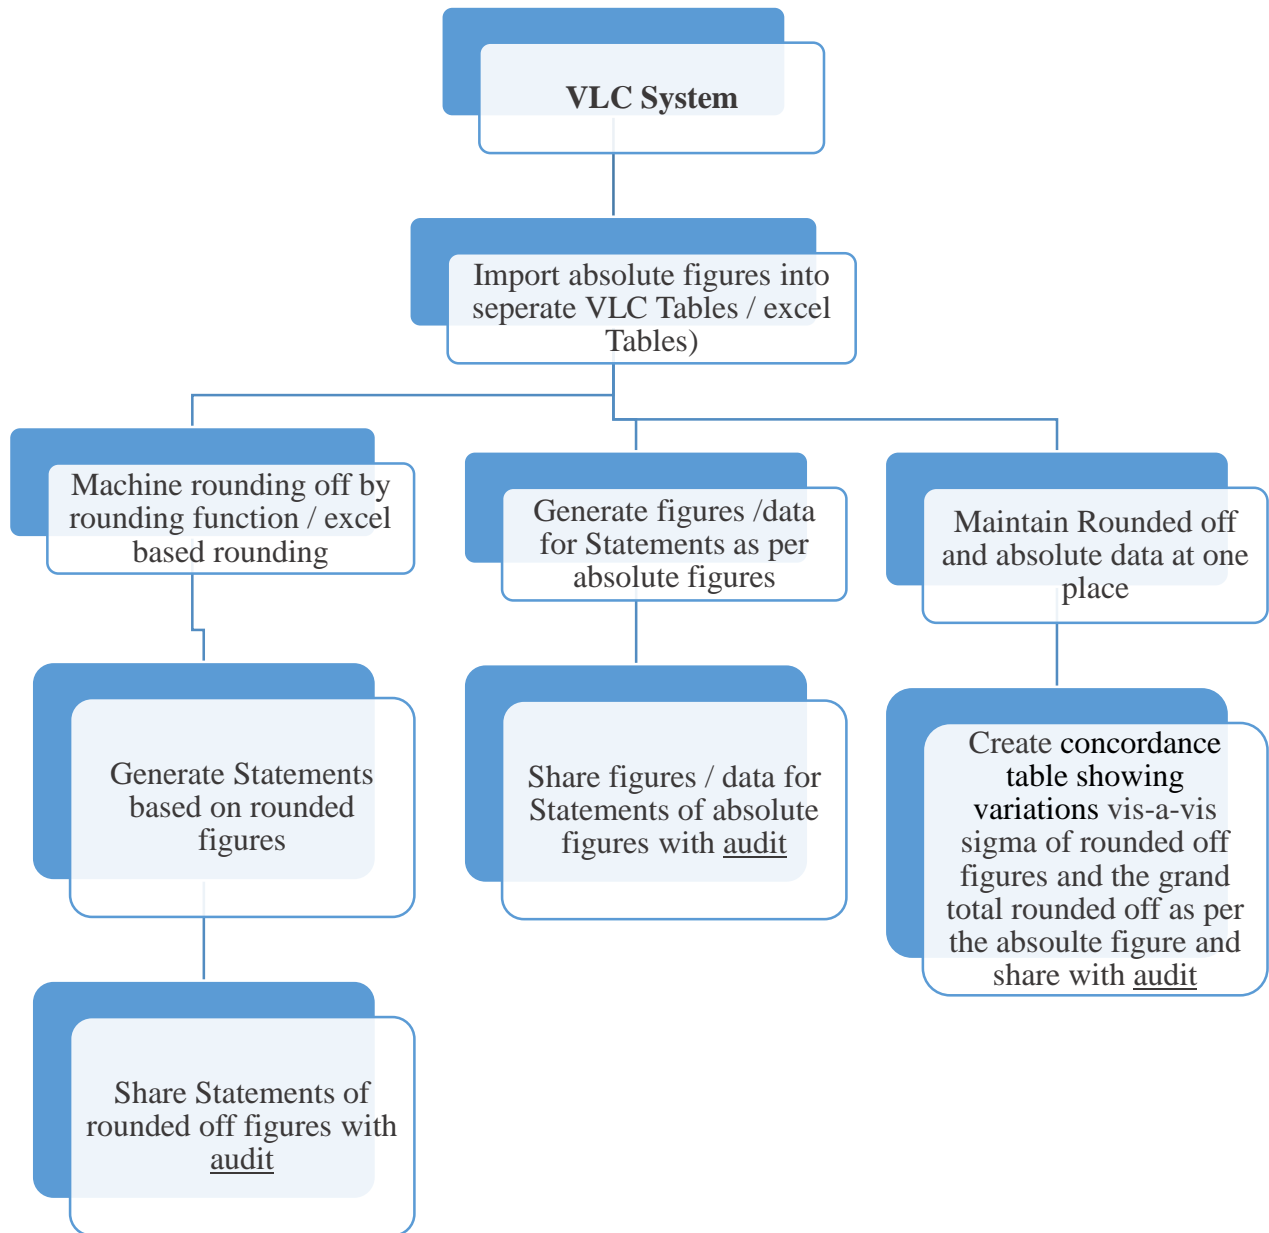 VLC System
Import absolute figures into
seperate VLC Tables / excel
Tables)
Machine rounding off by
rounding function / excel
based rounding
Generate figures /data
for Statements as per
absolute figures
Maintain Rounded off
and absolute data at one
place
Generate Statements
based on rounded
figures
Share figures / data for
Statements of absolute
figures with audit
Create concordance
table showing
variations vis-a-vis
sigma of rounded off
figures and the grand
total rounded off as per
the absoulte figure and
share with audit
Share Statements of
rounded off figures with
audit